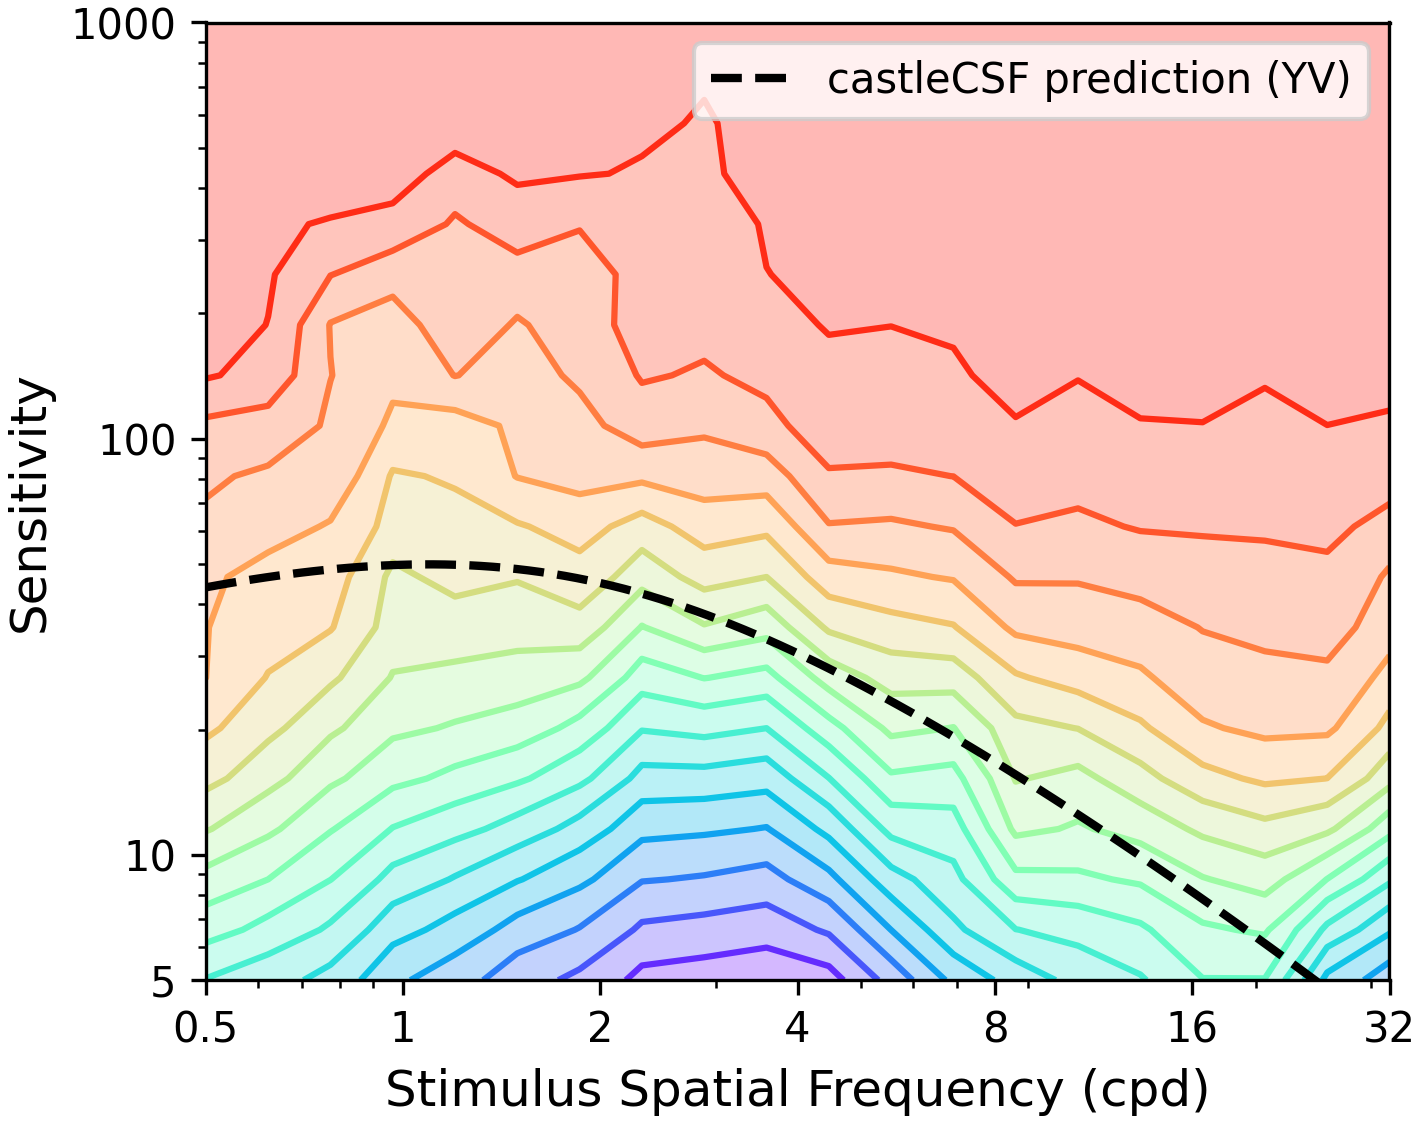 1000
castleCSF prediction (YV)
100
Sensitivity
10
5
0.5 1 2 4 8 16 32
Stimulus Spatial Frequency (cpd)